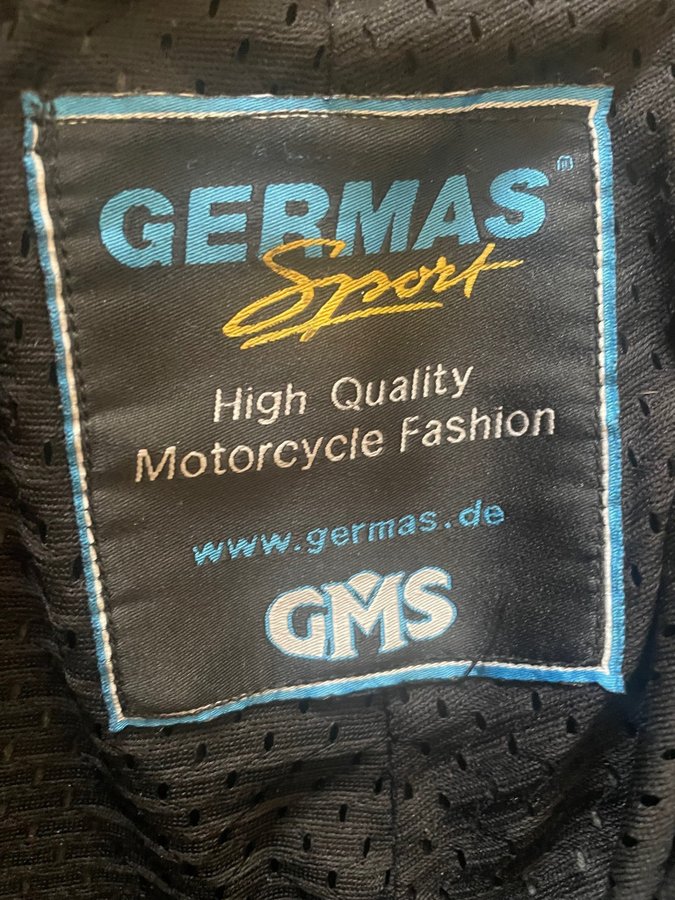 GERMAS®
Sport
High Quality
Motorcycle Fashion
www.germas.de
GMS